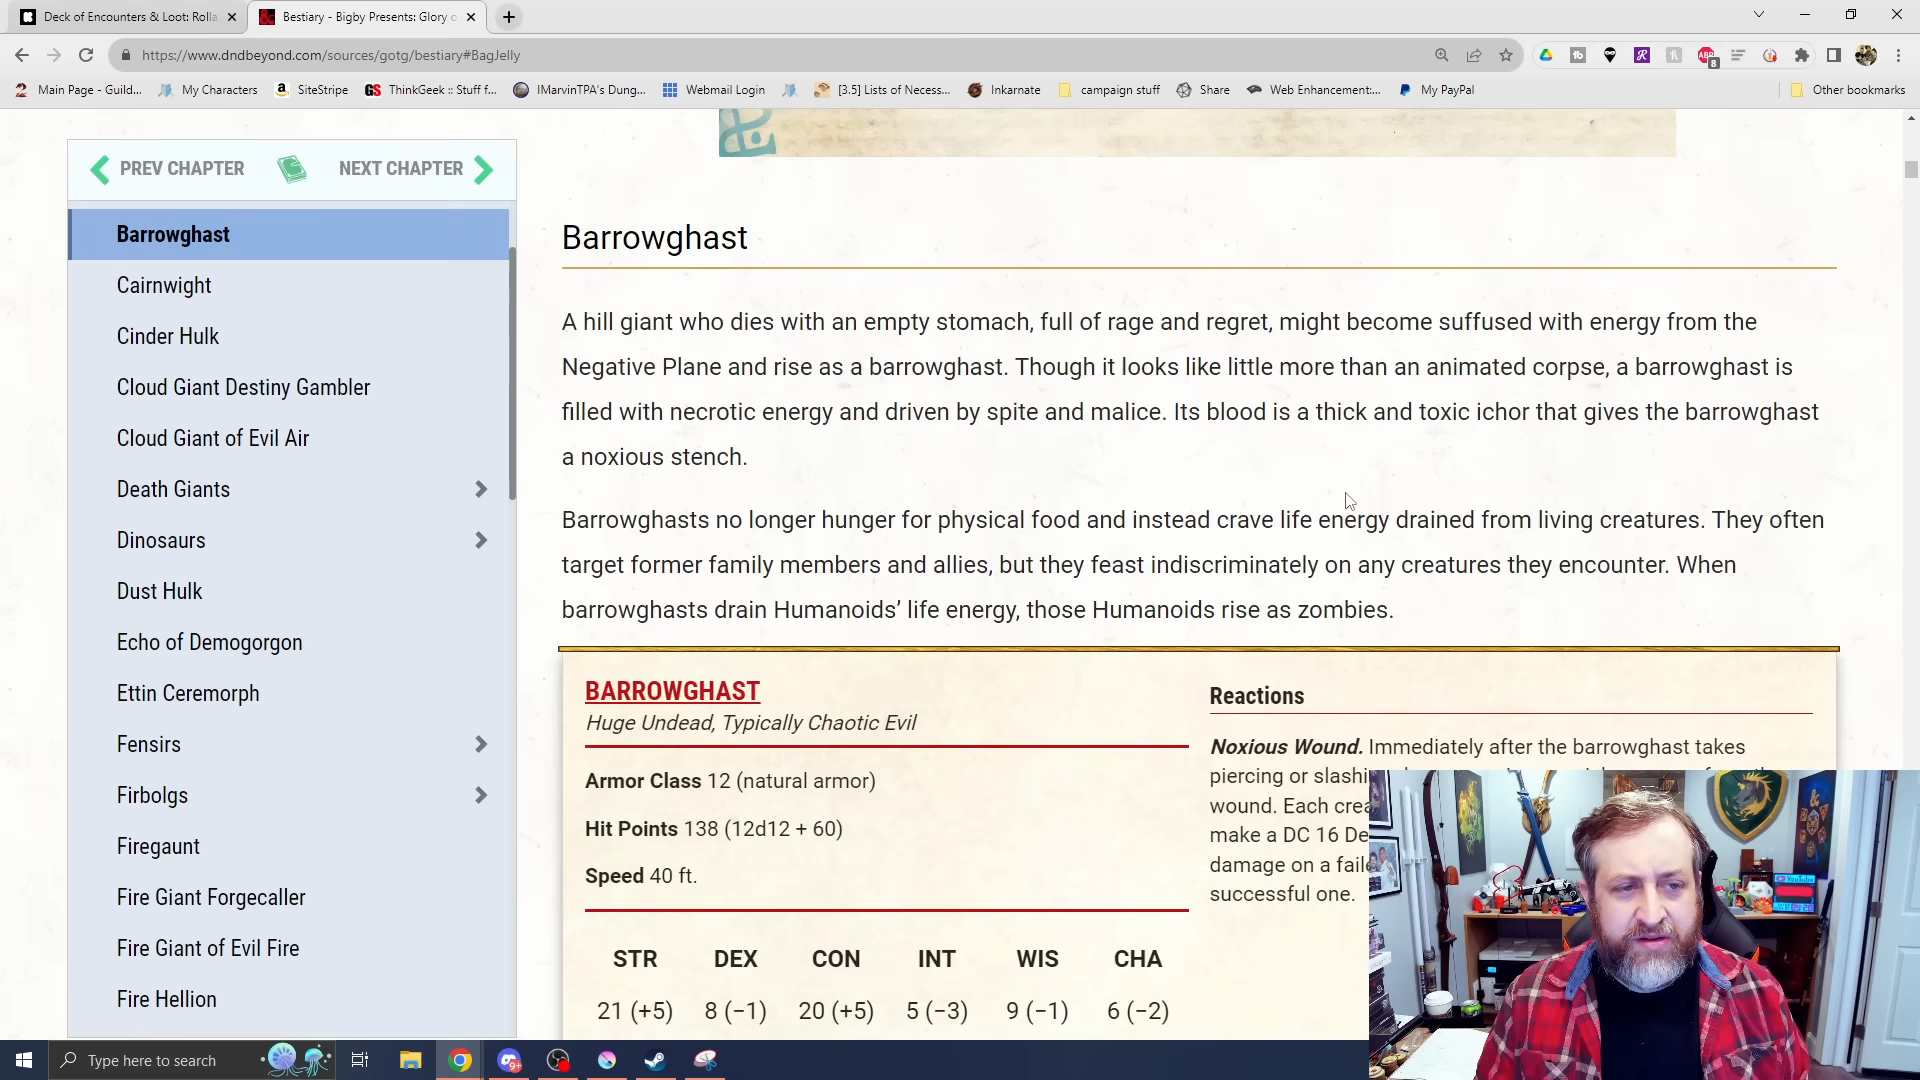 Deck of Encounters & Loot: Rolla
Bestiary - Bigby Presents: Glory o
https://www.dndbeyond.com/sources/gotg/bestiary#BagJelly
Main Page - Guild...
My Characters
SiteStripe
GS
ThinkGeek :: Stuff f...
IMarvinTPA's Dung...
Webmail Login
[3.5] Lists of Necess...
Inkarnate
campaign stuff
Share
Web Enhancement:...
My PayPal
Other bookmarks
PREV CHAPTER
NEXT CHAPTER
Barrowghast
Cairnwight
Cinder Hulk
Cloud Giant Destiny Gambler
Cloud Giant of Evil Air
Death Giants
Dinosaurs
Dust Hulk
Echo of Demogorgon
Ettin Ceremorph
Fensirs
Firbolgs
Firegaunt
Fire Giant Forgecaller
Fire Giant of Evil Fire
Fire Hellion
Barrowghast
A hill giant who dies with an empty stomach, full of rage and regret, might become suffused with energy from the
Negative Plane and rise as a barrowghast. Though it looks like little more than an animated corpse, a barrowghast is
filled with necrotic energy and driven by spite and malice. Its blood is a thick and toxic ichor that gives the barrowghast
a noxious stench.
Barrowghasts no longer hunger for physical food and instead crave life energy drained from living creatures. They often
target former family members and allies, but they feast indiscriminately on any creatures they encounter. When
barrowghasts drain Humanoids’ life energy, those Humanoids rise as zombies.
BARROWGHAST
Huge Undead, Typically Chaotic Evil
Armor Class 12 (natural armor)
Hit Points 138 (12d12 + 60)
Speed 40 ft.
STR DEX CON INT WIS CHA
21 (+5) 8 (−1) 20 (+5) 5 (−3) 9 (−1) 6 (−2)
Reactions
Noxious Wound. Immediately after the barrowghast takes
piercing or slashi
wound. Each crea
make a DC 16 De
damage on a faile
successful one.
Type here to search